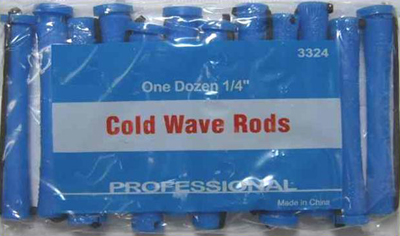 3324
One Dozen 1/4"
Cold Wave Rods
PROFESSIONAL
Made in China